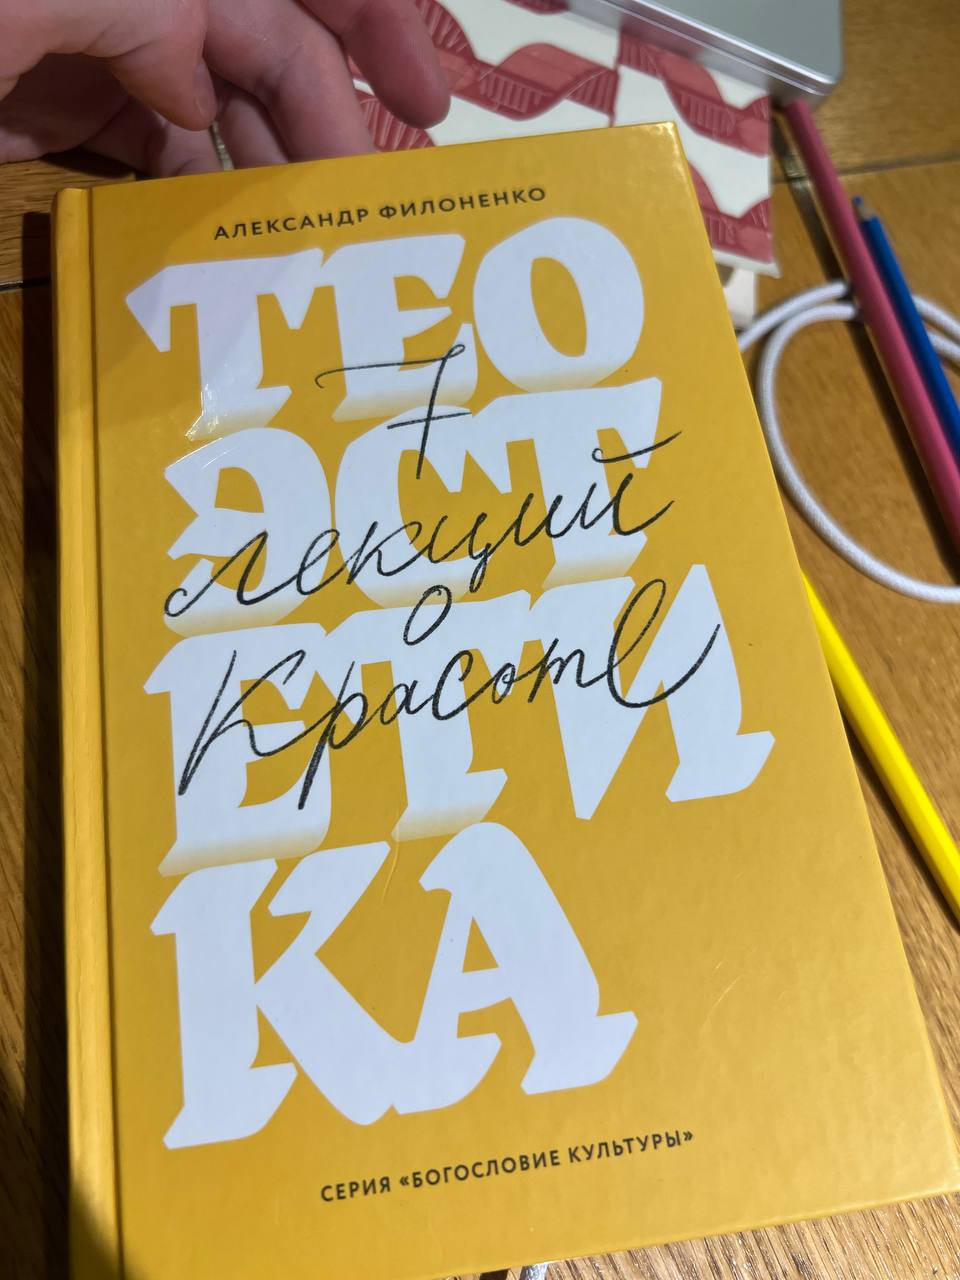 АЛЕКСАНДР ФИЛОНЕНКО
ТЕО
ЭСТ
ЕТИ
КА
7
лекций
о
Красоте
СЕРИЯ «БОГОСЛОВИЕ КУЛЬТУРЫ»